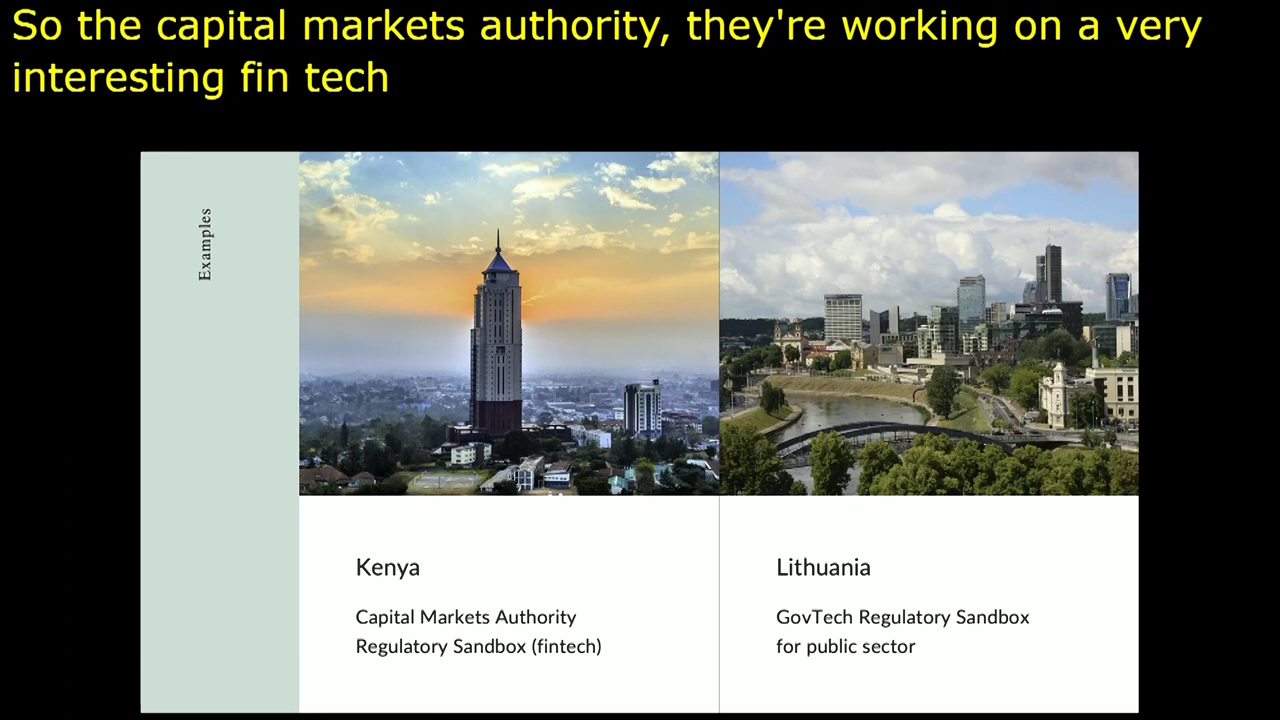 So the capital markets authority, they're working on a very
interesting fin tech
Examples
Kenya
Capital Markets Authority
Regulatory Sandbox (fintech)
Lithuania
GovTech Regulatory Sandbox
for public sector